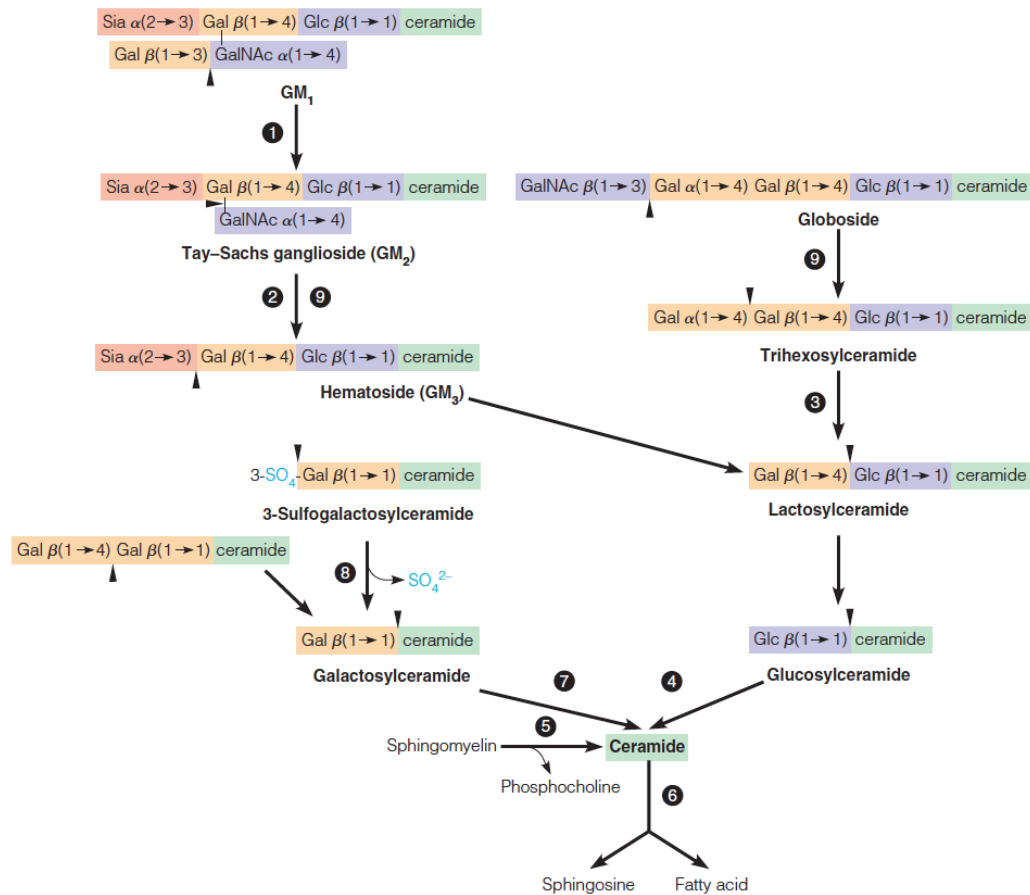 Sia α(2→3) Gal β(1→4) Glc β(1→1) ceramide
Gal β(1→3) GalNAc α(1→4)
GM1
1
Sia α(2→3) Gal β(1→4) Glc β(1→1) ceramide
GalNAc α(1→4)
Tay–Sachs ganglioside (GM2)
2 9
Sia α(2→3) Gal β(1→4) Glc β(1→1) ceramide
Hematoside (GM3)
GalNAc β(1→3) Gal α(1→4) Gal β(1→4) Glc β(1→1) ceramide
Globoside
9
Gal α(1→4) Gal β(1→4) Glc β(1→1) ceramide
Trihexosylceramide
3
Gal β(1→4) Glc β(1→1) ceramide
Lactosylceramide
3-SO4-Gal β(1→1) ceramide
3-Sulfogalactosylceramide
Gal β(1→4) Gal β(1→1) ceramide
8 SO4²⁻
Gal β(1→1) ceramide
Galactosylceramide
Glc β(1→1) ceramide
Glucosylceramide
7
4
Sphingomyelin
5
Ceramide
Phosphocholine
6
Sphingosine
Fatty acid